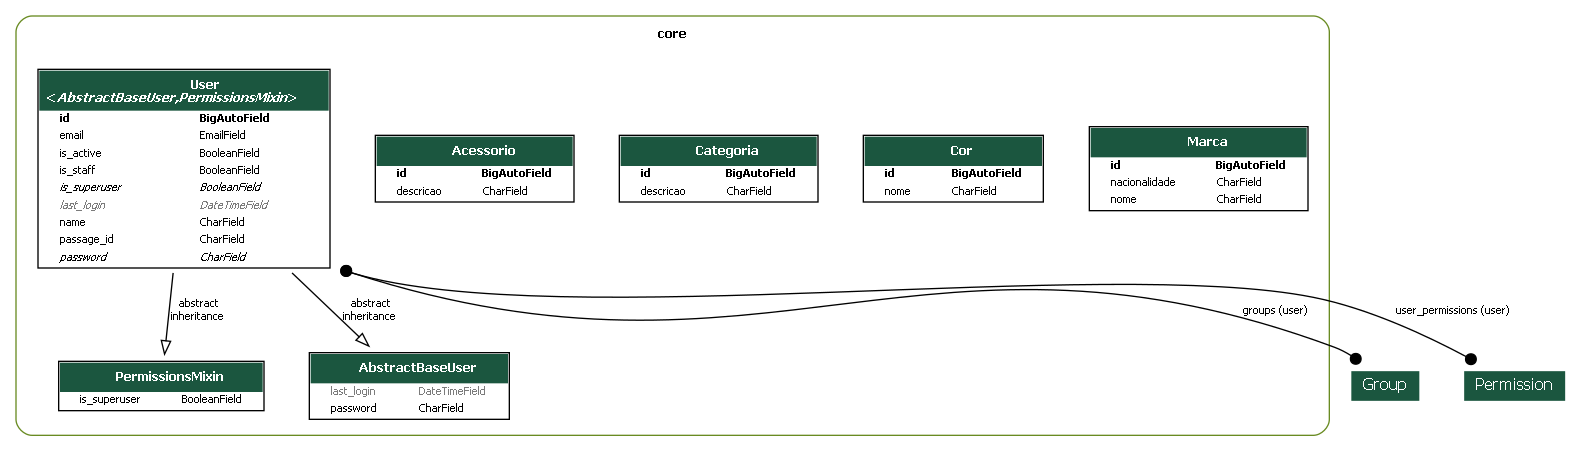 core
User
<AbstractBaseUser,PermissionsMixin>
id BigAutoField
email EmailField
is_active BooleanField
is_staff BooleanField
is_superuser BooleanField
last_login DateTimeField
name CharField
passage_id CharField
password CharField
Acessorio
id BigAutoField
descricao CharField
Categoria
id BigAutoField
descricao CharField
Cor
id BigAutoField
nome CharField
Marca
id BigAutoField
nacionalidade CharField
nome CharField
abstract
inheritance
abstract
inheritance
groups (user)
user_permissions (user)
PermissionsMixin
is_superuser BooleanField
AbstractBaseUser
last_login DateTimeField
password CharField
Group
Permission